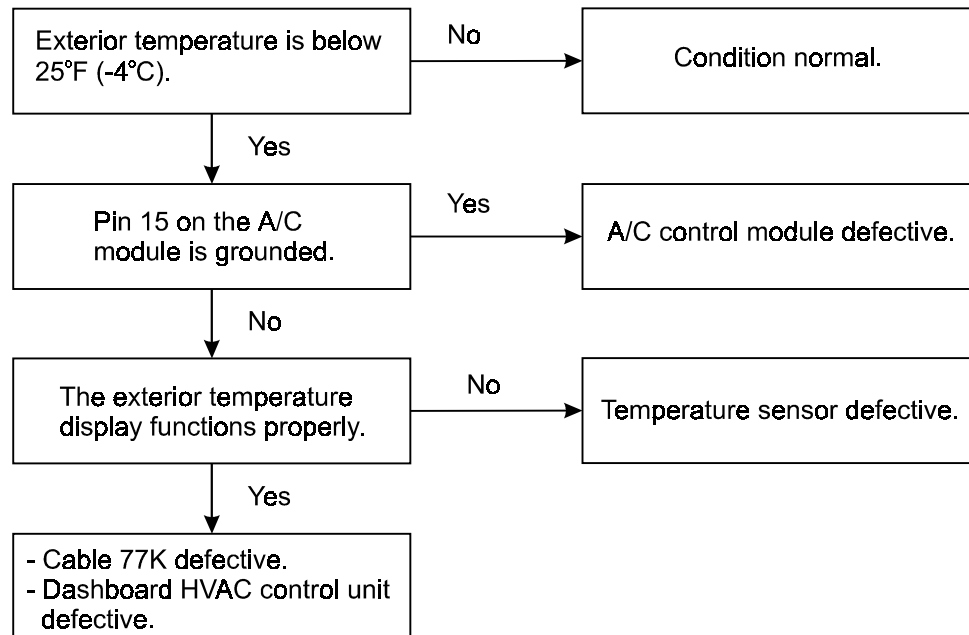 Exterior temperature is below
25°F (-4°C).
No
Condition normal.
Yes
Pin 15 on the A/C
module is grounded.
Yes
A/C control module defective.
No
The exterior temperature
display functions properly.
No
Temperature sensor defective.
Yes
- Cable 77K defective.
- Dashboard HVAC control unit
defective.